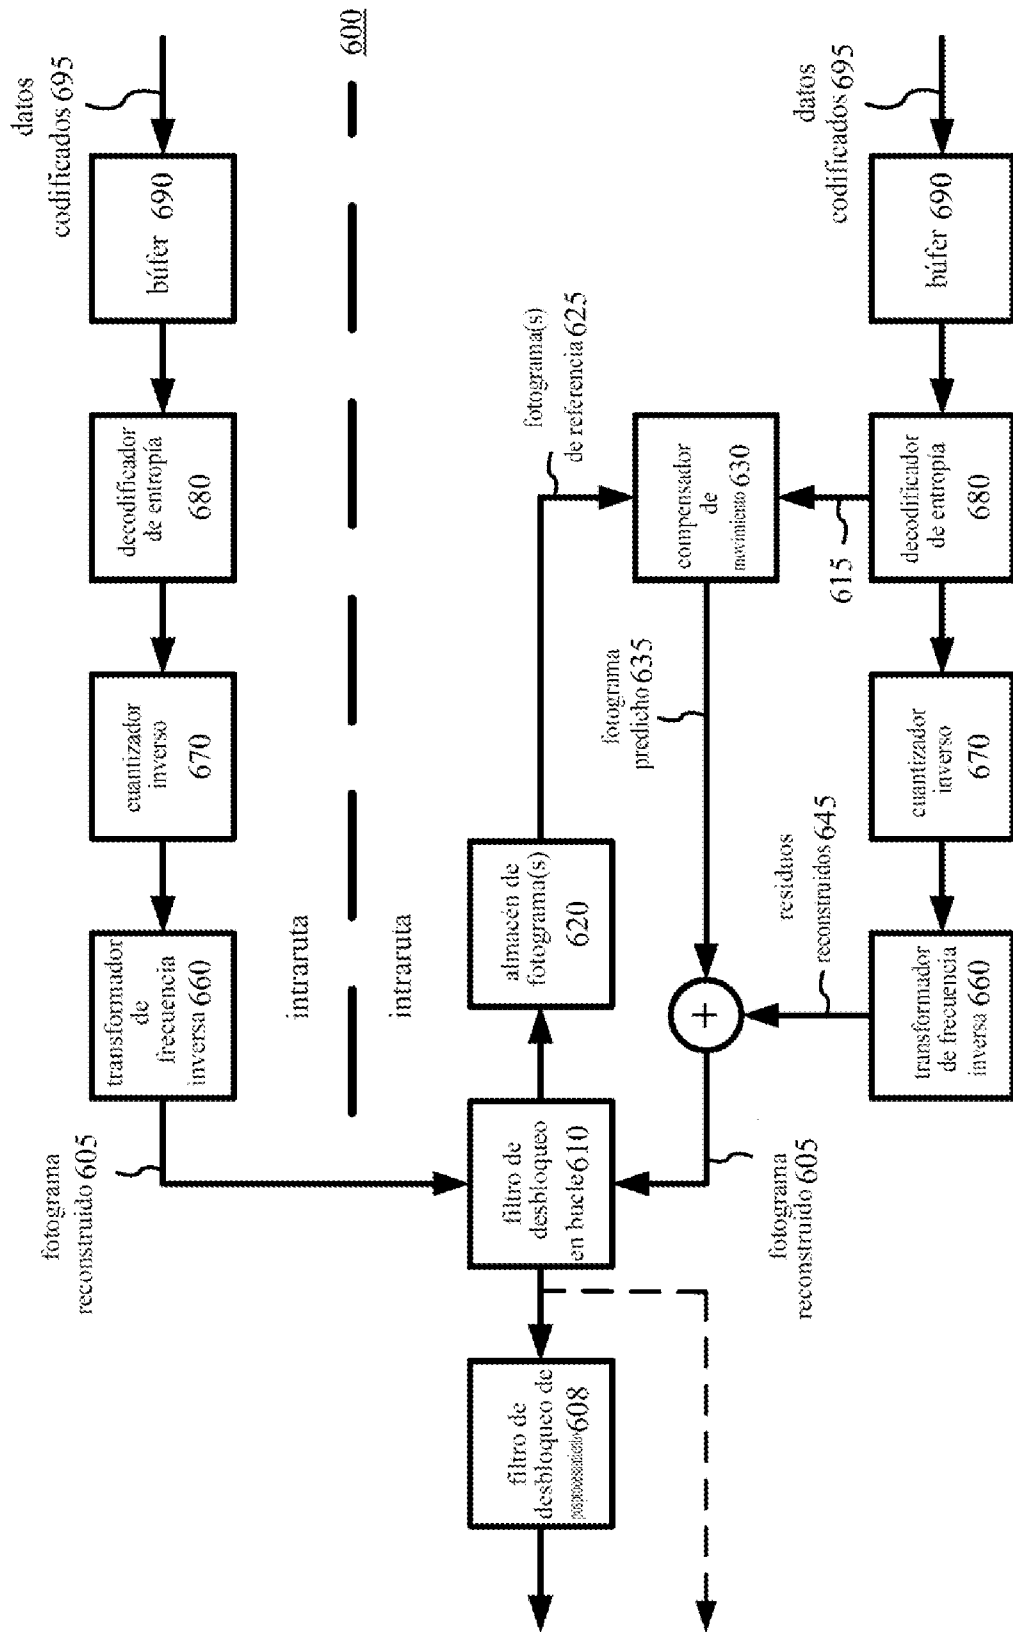 600
datos
codificados 695
búfer 690
decodificador
de entropía
680
cuantizador
inverso
670
transformador
de
frecuencia
inversa 660
fotograma
reconstruido 605
intraruta
intraruta
fotograma(s)
de referencia 625
almacén de
fotograma(s)
620
filtro de
desbloqueo
en bucle 610
filtro de
desbloqueo de
posprocesamiento 608
compensador
de
movimiento 630
fotograma
predicho 635
+
fotograma
reconstruido 605
615
residuos
reconstruidos 645
datos
codificados 695
búfer 690
decodificador
de entropía
680
cuantizador
inverso
670
transformador
de frecuencia
inversa 660